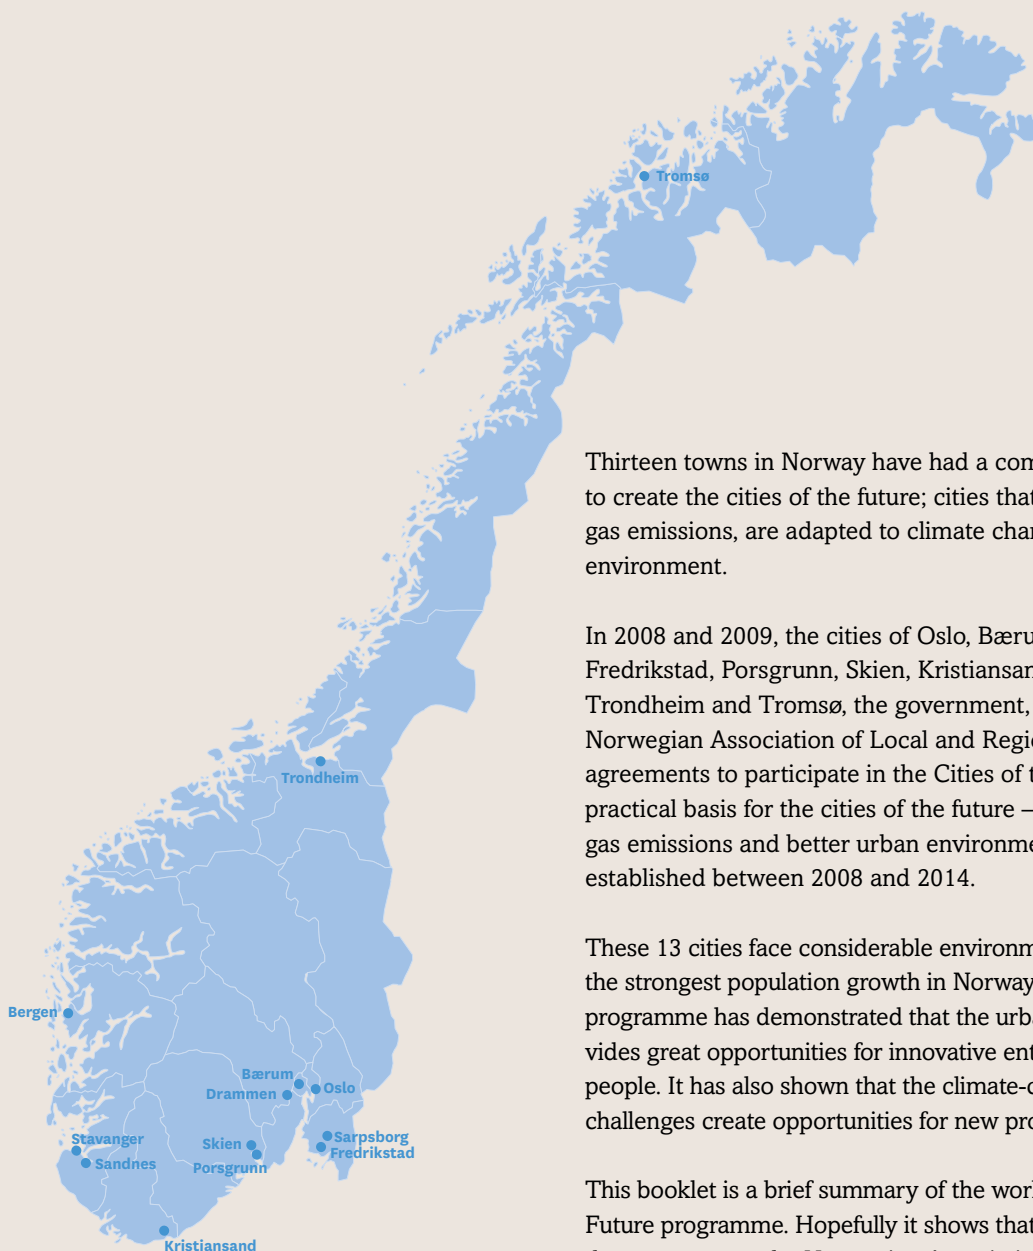 Tromsø
Trondheim
Bergen
Bærum
Oslo
Drammen
Stavanger
Sandnes
Skien
Porsgrunn
Sarpsborg
Fredrikstad
Kristiansand
Thirteen towns in Norway have had a com
to create the cities of the future; cities that
gas emissions, are adapted to climate chan
environment.
In 2008 and 2009, the cities of Oslo, Bæru
Fredrikstad, Porsgrunn, Skien, Kristiansan
Trondheim and Tromsø, the government,
Norwegian Association of Local and Regio
agreements to participate in the Cities of t
practical basis for the cities of the future –
gas emissions and better urban environme
established between 2008 and 2014.
These 13 cities face considerable environm
the strongest population growth in Norway
programme has demonstrated that the urba
vides great opportunities for innovative ent
people. It has also shown that the climate-c
challenges create opportunities for new pro
This booklet is a brief summary of the worl
Future programme. Hopefully it shows that